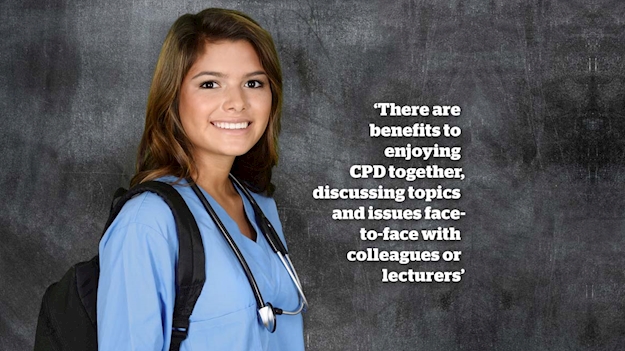 ‘There are
benefits to
enjoying
CPD together,
discussing topics
and issues face-
to-face with
colleagues or
lecturers’